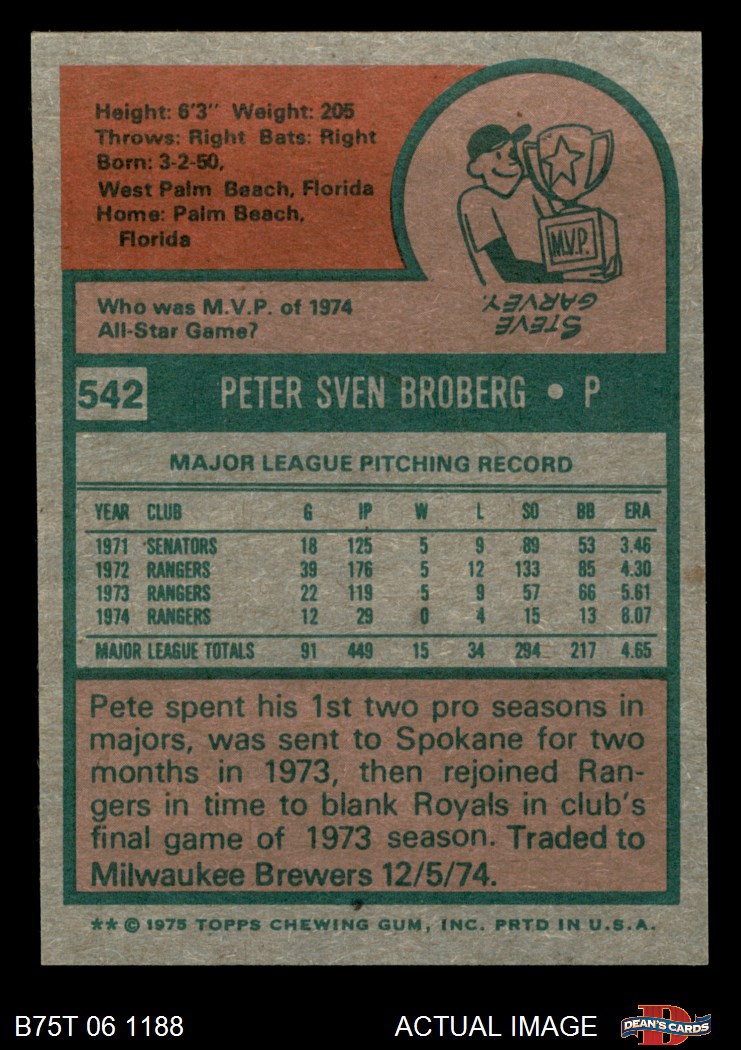 Height: 6'3" Weight: 205
Throws: Right Bats: Right
Born: 3-2-50,
West Palm Beach, Florida
Home: Palm Beach,
Florida
M.V.P.
STEVE
GARVEY.
Who was M.V.P. of 1974
All-Star Game?
542 PETER SVEN BROBERG • P
MAJOR LEAGUE PITCHING RECORD
YEAR CLUB G IP W L SO BB ERA
1971 SENATORS 18 125 5 9 89 53 3.46
1972 RANGERS 39 176 5 12 133 85 4.30
1973 RANGERS 22 119 5 9 57 66 5.61
1974 RANGERS 12 29 0 4 15 13 8.07
MAJOR LEAGUE TOTALS 91 449 15 34 294 217 4.65
Pete spent his 1st two pro seasons in
majors, was sent to Spokane for two
months in 1973, then rejoined Ran-
gers in time to blank Royals in club's
final game of 1973 season. Traded to
Milwaukee Brewers 12/5/74.
** © 1975 TOPPS CHEWING GUM, INC. PRTD IN U.S.A.
B75T 06 1188 ACTUAL IMAGE D DEAN'S CARDS